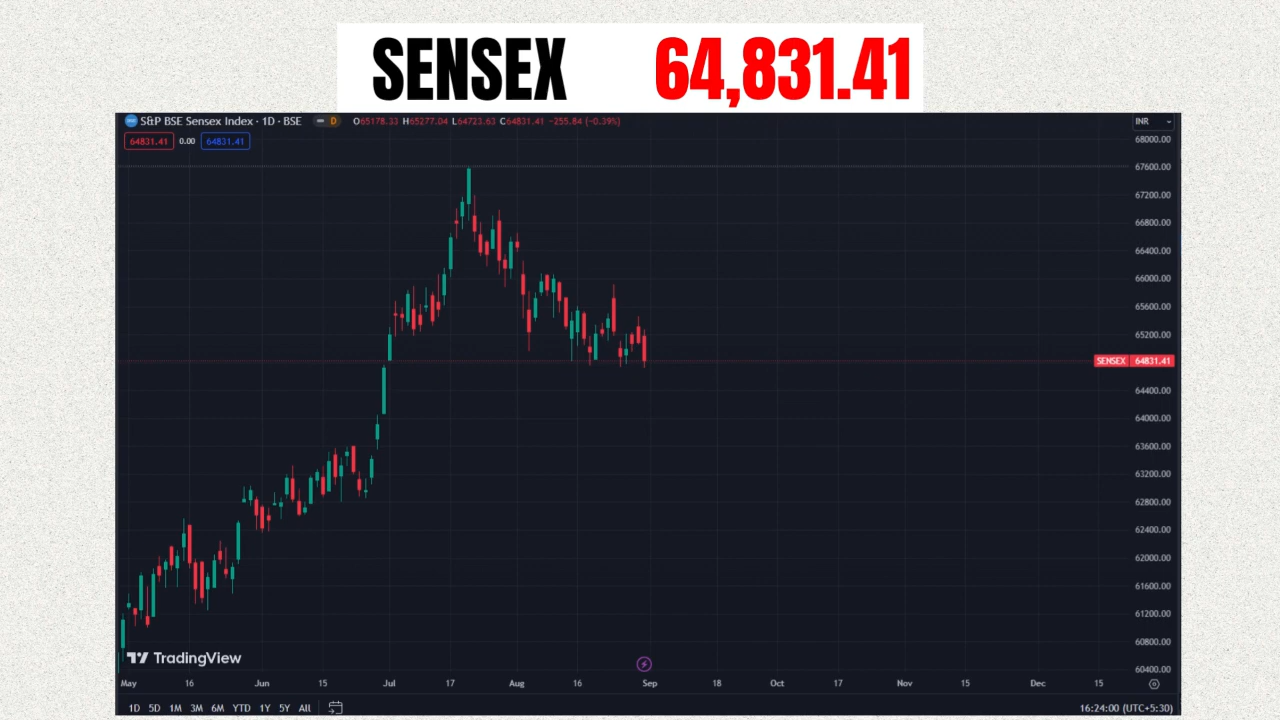 SENSEX 64,831.41
S&P BSE Sensex Index · 1D · BSE D O65178.33 H65277.04 L64723.63 C64831.41 -255.84 (-0.39%) INR
64831.41 0.00 64831.41
68000.00
67600.00
67200.00
66800.00
66400.00
66000.00
65600.00
65200.00
SENSEX 64831.41
64400.00
64000.00
63600.00
63200.00
62800.00
62400.00
62000.00
61600.00
61200.00
60800.00
TradingView
60400.00
May 16 Jun 15 Jul 17 Aug 16 Sep 18 Oct 17 Nov 15 Dec 15
1D 5D 1M 3M 6M YTD 1Y 5Y All 16:24:00 (UTC+5:30)